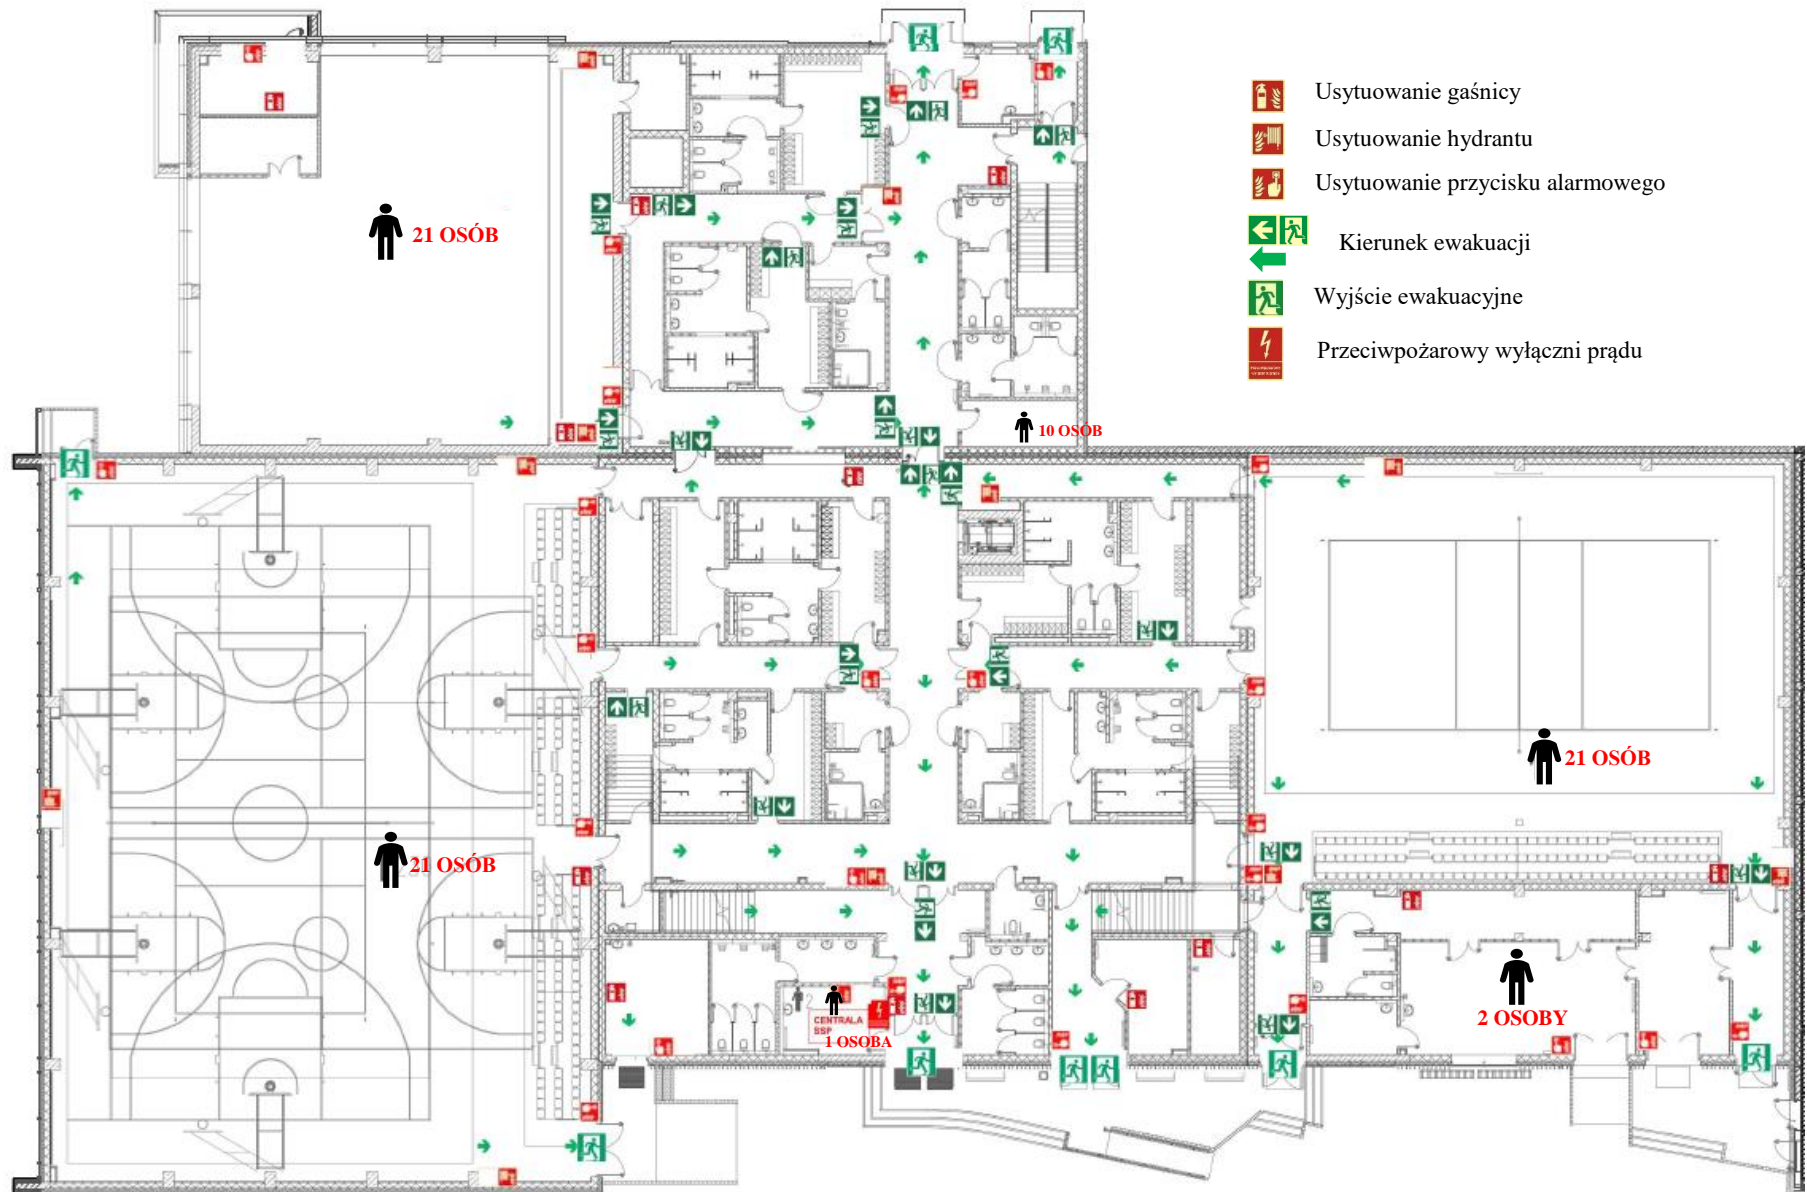 Usytuowanie gaśnicy
Usytuowanie hydrantu
Usytuowanie przycisku alarmowego
Kierunek ewakuacji
Wyjście ewakuacyjne
Przeciwpożarowy wyłączni prądu
21 OSÓB
10 OSÓB
21 OSÓB
21 OSÓB
2 OSOBY
CENTRALA
SSP
1 OSOBA